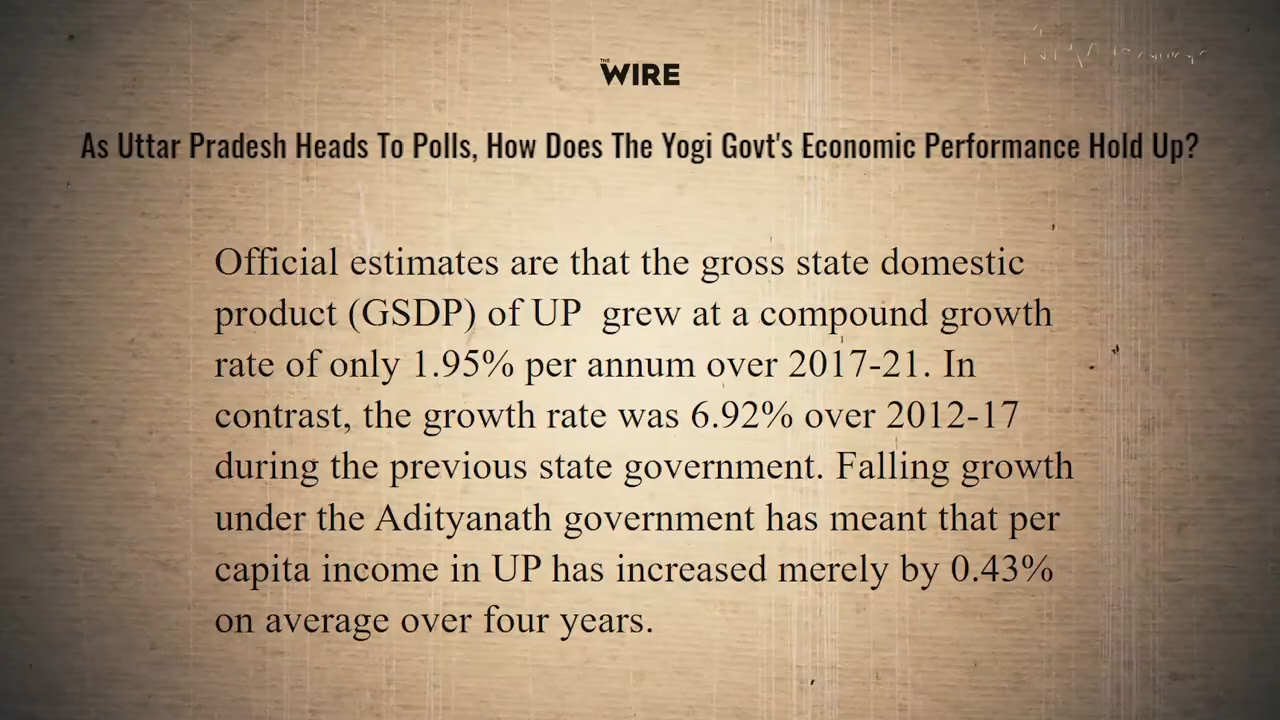 THE
WIRE
As Uttar Pradesh Heads To Polls, How Does The Yogi Govt's Economic Performance Hold Up?
Official estimates are that the gross state domestic
product (GSDP) of UP grew at a compound growth
rate of only 1.95% per annum over 2017-21. In
contrast, the growth rate was 6.92% over 2012-17
during the previous state government. Falling growth
under the Adityanath government has meant that per
capita income in UP has increased merely by 0.43%
on average over four years.